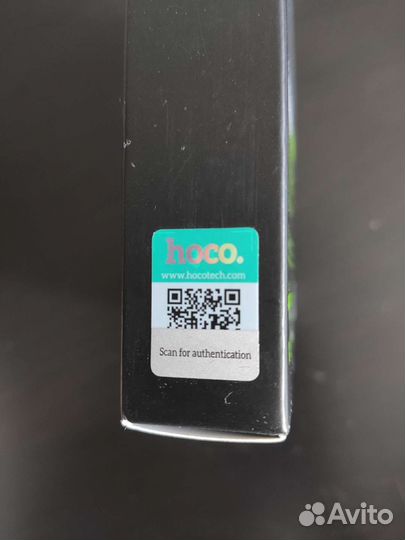 hoco.
www.hocotech.com
Scan for authentication
Avito